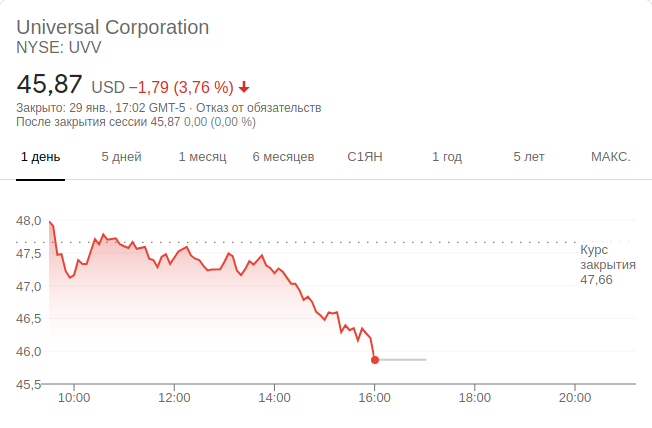 Universal Corporation
NYSE: UVV
45,87 USD −1,79 (3,76 %)
Закрыто: 29 янв., 17:02 GMT-5 · Отказ от обязательств
После закрытия сессии 45,87 0,00 (0,00 %)
1 день 5 дней 1 месяц 6 месяцев С1ЯН 1 год 5 лет МАКС.
48,0
47,5
47,0
46,5
46,0
45,5
Курс
закрытия
47,66
10:00 12:00 14:00 16:00 18:00 20:00